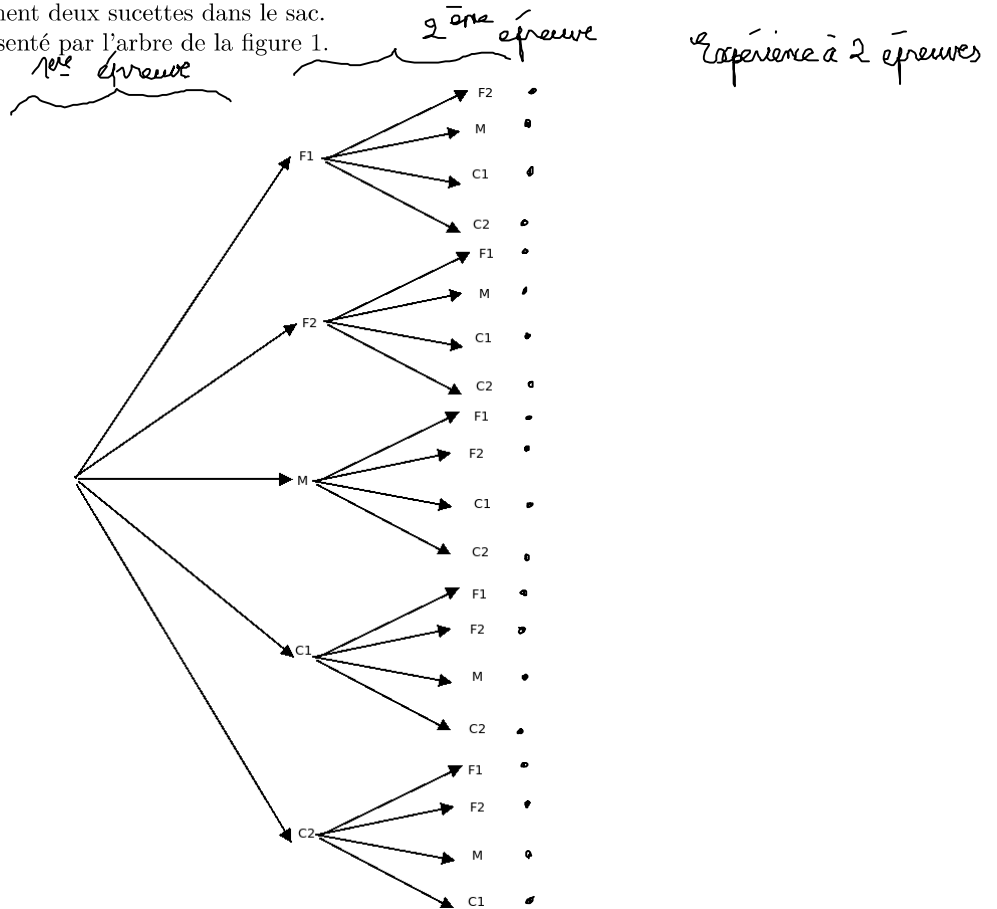 ment deux sucettes dans le sac.
senté par l'arbre de la figure 1.
1ère épreuve
2ème épreuve
Expérience à 2 épreuves
F1
F2
M
C1
C2
F2
F1
M
C1
C2
M
F1
F2
C1
C2
C1
F1
F2
M
C2
C2
F1
F2
M
C1